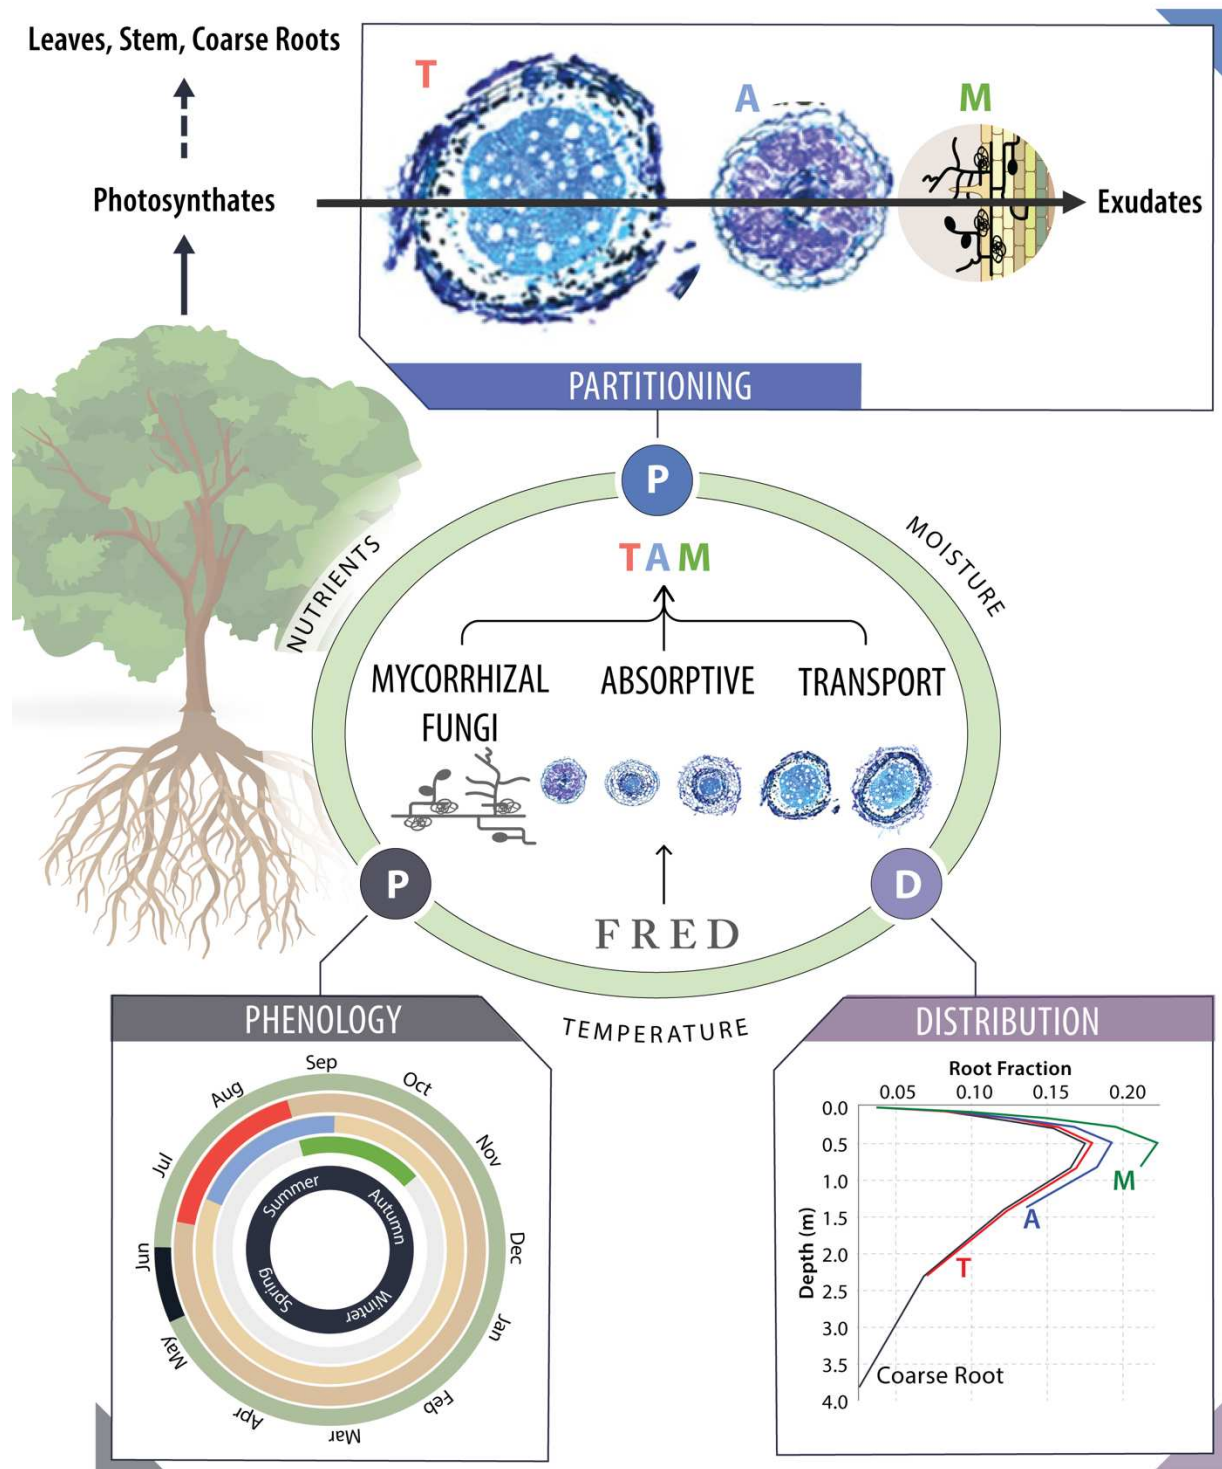 Leaves, Stem, Coarse Roots
T
A
M
Photosynthates
Exudates
PARTITIONING
P
NUTRIENTS
MOISTURE
TAM
MYCORRHIZAL
FUNGI
ABSORPTIVE
TRANSPORT
P
D
FRED
TEMPERATURE
PHENOLOGY
Sep
Oct
Nov
Dec
Jan
Feb
Mar
Apr
May
Jun
Jul
Aug
Summer
Autumn
Winter
Spring
DISTRIBUTION
Root Fraction
0.05 0.10 0.15 0.20
Depth (m)
0.0
0.5
1.0
1.5
2.0
2.5
3.0
3.5
4.0
M
A
T
Coarse Root